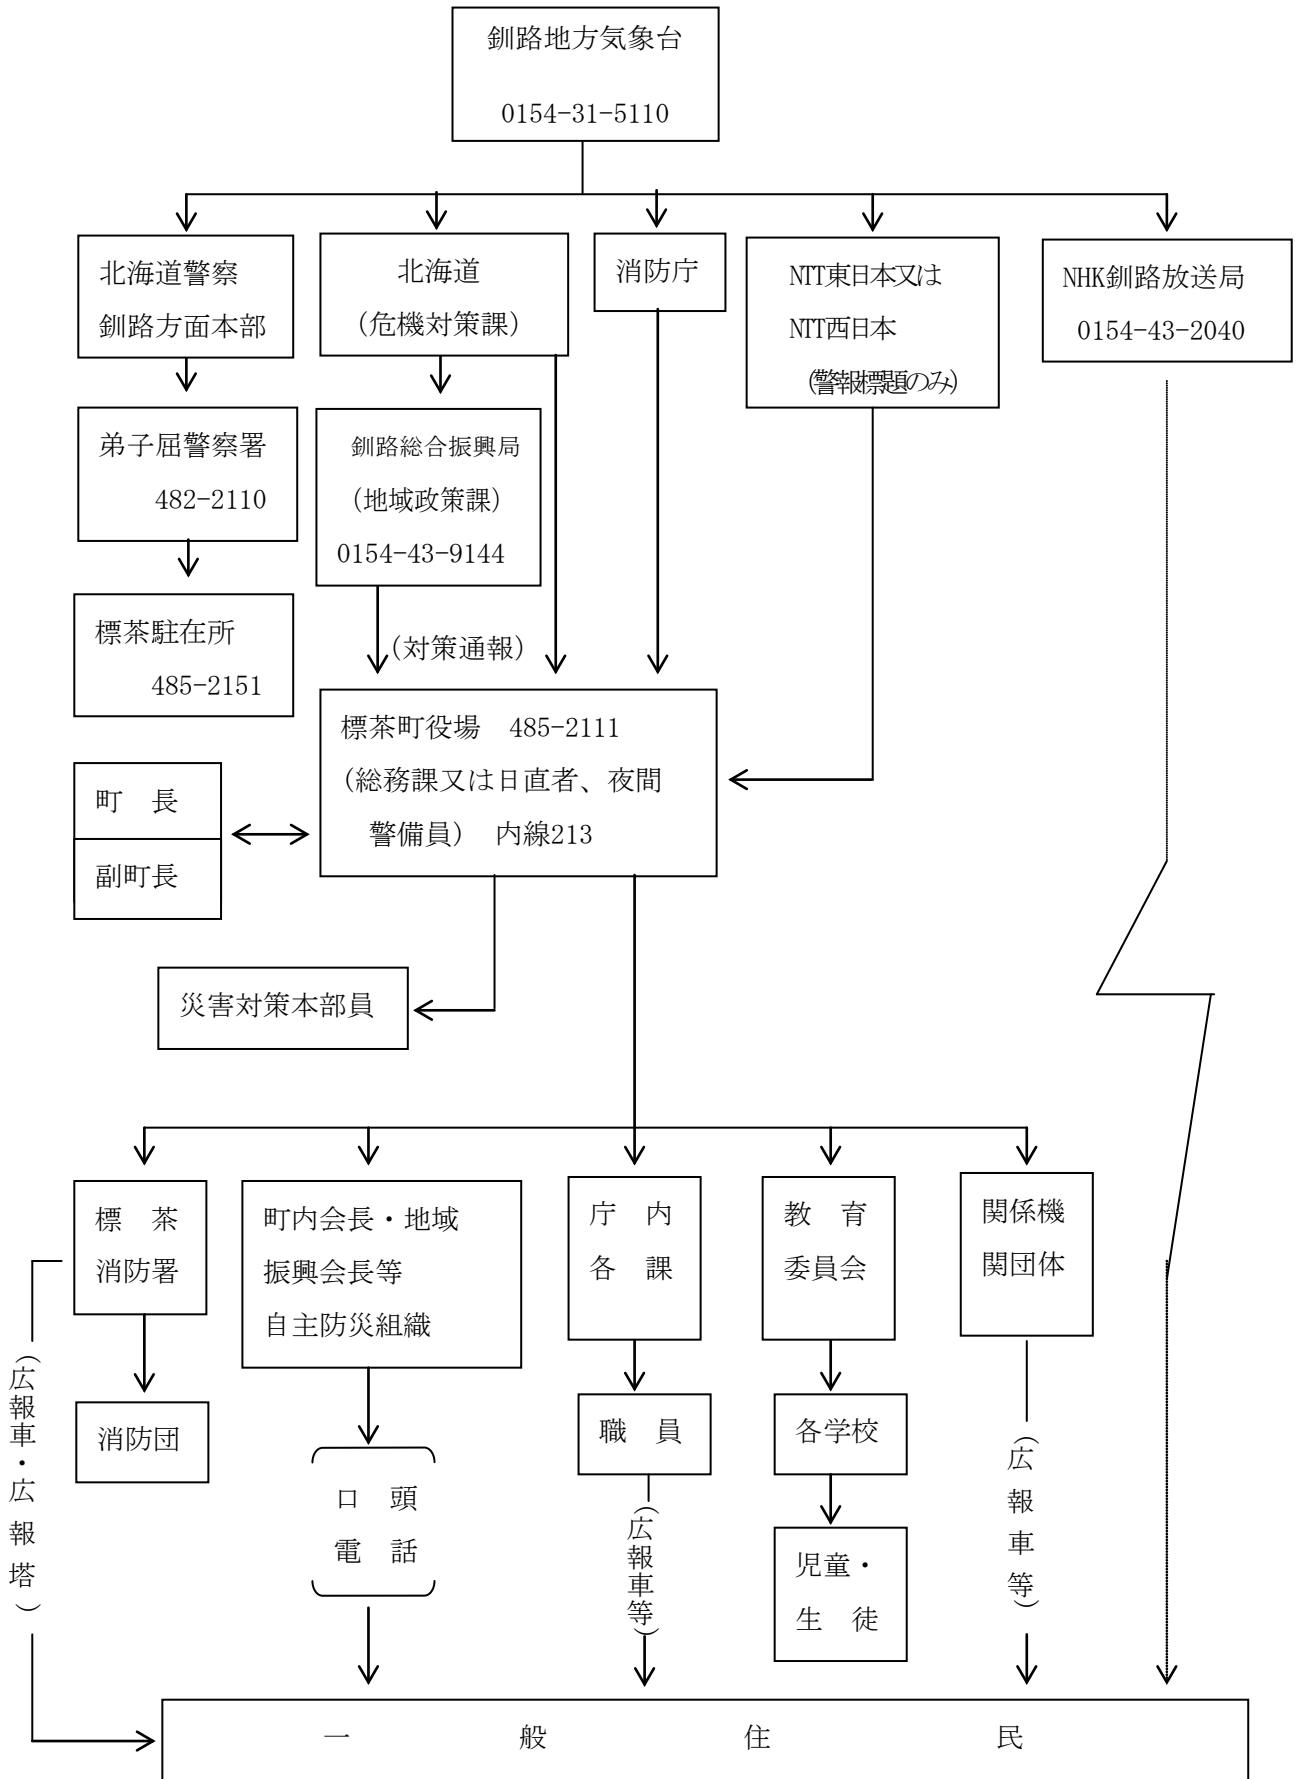 釧路地方気象台
0154-31-5110
北海道警察
釧路方面本部
北海道
(危機対策課)
消防庁
NTT東日本又は
NTT西日本
(警報標題のみ)
NHK釧路放送局
0154-43-2040
弟子屈警察署
482-2110
釧路総合振興局
(地域政策課)
0154-43-9144
標茶駐在所
485-2151
(対策通報)
標茶町役場 485-2111
(総務課又は日直者、夜間
警備員) 内線213
町 長
副町長
災害対策本部員
標 茶
消防署
町内会長・地域
振興会長等
自主防災組織
庁 内
各 課
教 育
委員会
関係機
関団体
(広報車・広報塔)
消防団
口 頭
電 話
職 員
(広報車等)
各学校
児童・
生 徒
(広報車等)
一 般 住 民